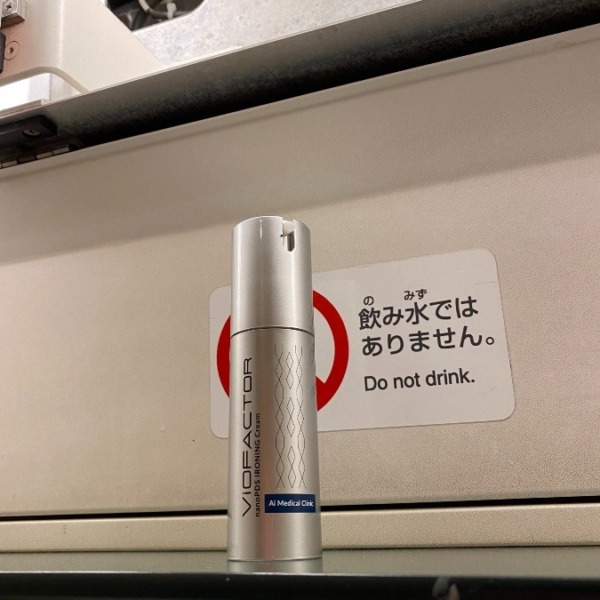 の みず
飲み水では
ありません。
Do not drink.
VIOFACTOR
nanoPDS IRONING Cream
AI Medical Clinic